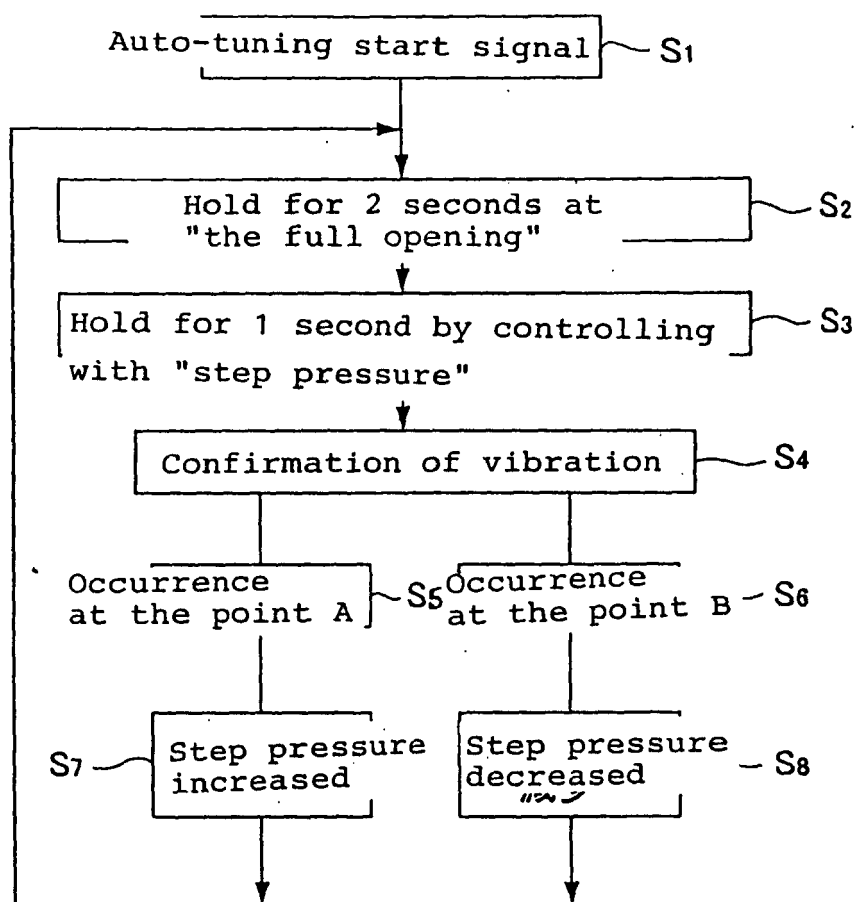 Auto-tuning start signal
S1
Hold for 2 seconds at
"the full opening"
S2
Hold for 1 second by controlling
with "step pressure"
S3
Confirmation of vibration
S4
Occurrence
at the point A
S5
Occurrence
at the point B
S6
S7
Step pressure
increased
Step pressure
decreased
S8